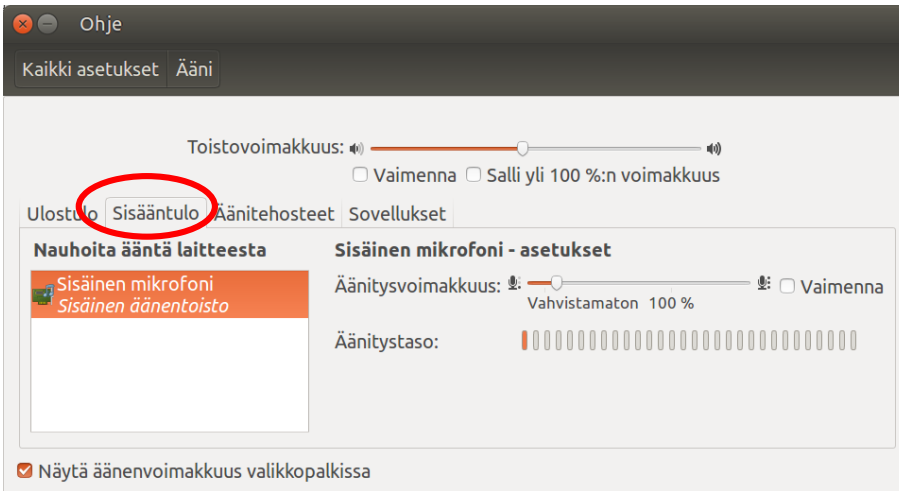 Ohje
Kaikki asetukset Ääni
Toistovoimakkuus:
Vaimenna Salli yli 100 %:n voimakkuus
Ulostulo Sisääntulo Äänitehosteet Sovellukset
Nauhoita ääntä laitteesta Sisäinen mikrofoni - asetukset
Sisäinen mikrofoni Äänitysvoimakkuus: Vaimenna
Sisäinen äänentoisto Vahvistamaton 100 %
Äänitystaso:
Näytä äänenvoimakkuus valikkopalkissa